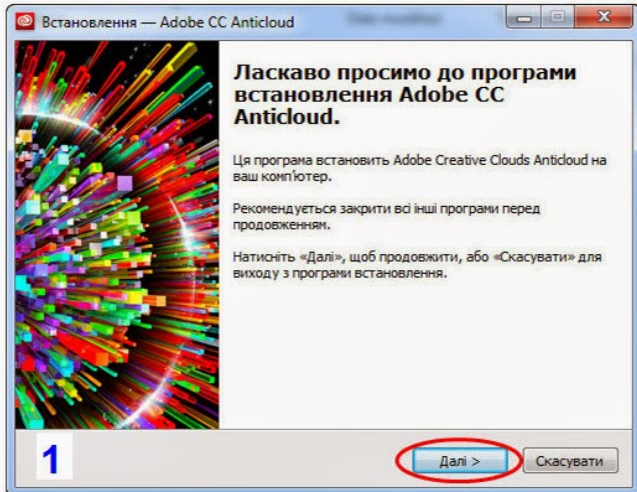 Встановлення — Adobe CC Anticloud
Ласкаво просимо до програми
встановлення Adobe CC
Anticloud.
Ця програма встановить Adobe Creative Clouds Anticloud на
ваш комп'ютер.
Рекомендується закрити всі інші програми перед
продовженням.
Натисніть «Далі», щоб продовжити, або «Скасувати» для
виходу з програми встановлення.
1
Далі >
Скасувати